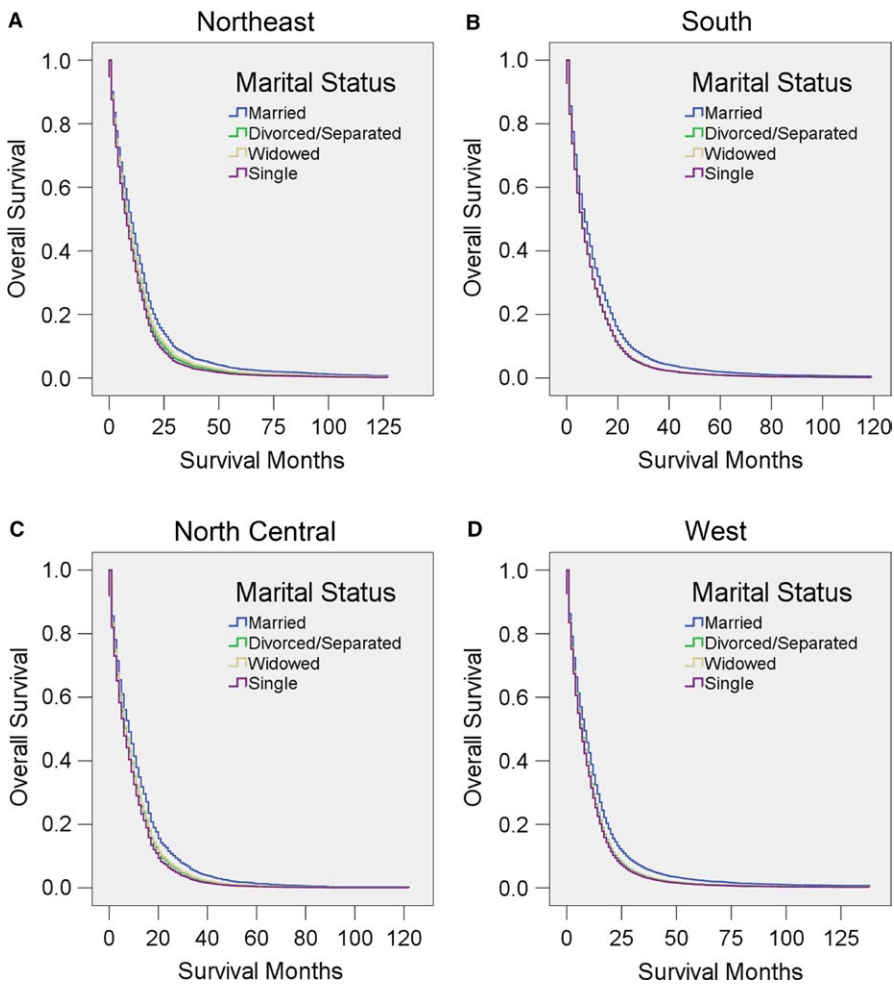 A Northeast
Overall Survival
1.0
0.8
0.6
0.4
0.2
0.0
Marital Status
Married
Divorced/Separated
Widowed
Single
0 25 50 75 100 125
Survival Months
B South
Overall Survival
1.0
0.8
0.6
0.4
0.2
0.0
Marital Status
Married
Divorced/Separated
Widowed
Single
0 20 40 60 80 100 120
Survival Months
C North Central
Overall Survival
1.0
0.8
0.6
0.4
0.2
0.0
Marital Status
Married
Divorced/Separated
Widowed
Single
0 20 40 60 80 100 120
Survival Months
D West
Overall Survival
1.0
0.8
0.6
0.4
0.2
0.0
Marital Status
Married
Divorced/Separated
Widowed
Single
0 25 50 75 100 125
Survival Months